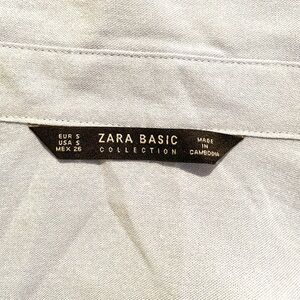 EUR S
USA S
MEX 26
ZARA BASIC
COLLECTION
MADE
IN
CAMBODIA